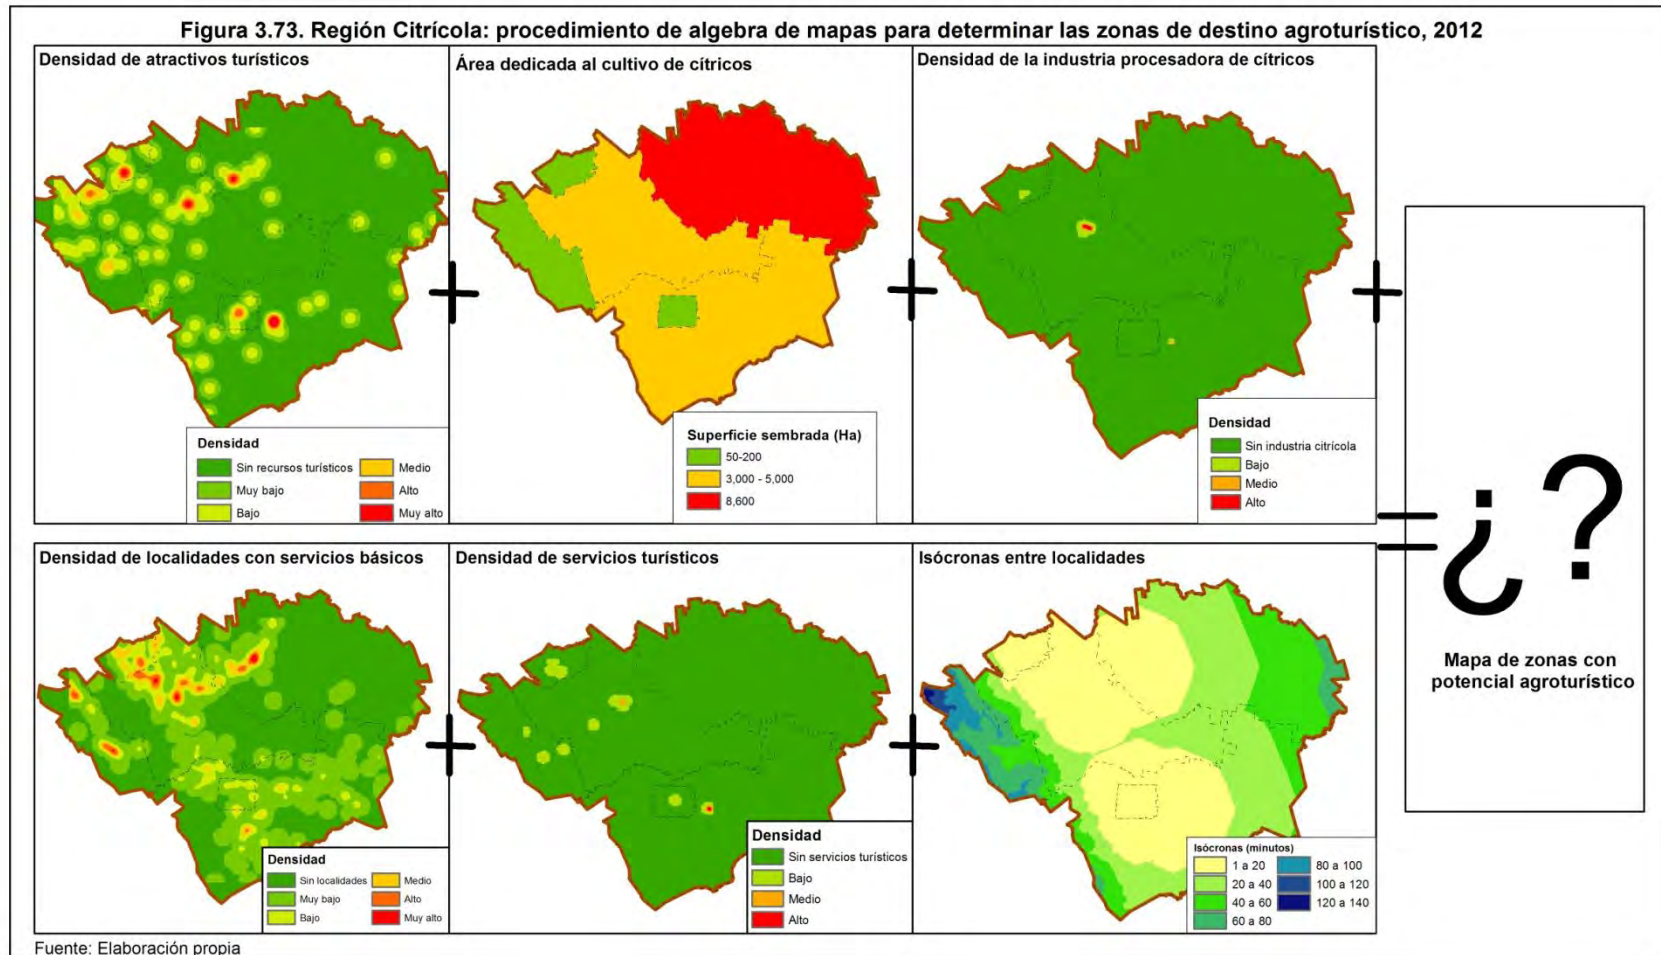 Figura 3.73. Región Citrícola: procedimiento de algebra de mapas para determinar las zonas de destino agroturístico, 2012
Densidad de atractivos turísticos
Densidad
Sin recursos turísticos
Muy bajo
Bajo
Medio
Alto
Muy alto
+
Área dedicada al cultivo de cítricos
Superficie sembrada (Ha)
50-200
3,000 - 5,000
8,600
+
Densidad de la industria procesadora de cítricos
Densidad
Sin industria citrícola
Bajo
Medio
Alto
+
Densidad de localidades con servicios básicos
Densidad
Sin localidades
Muy bajo
Bajo
Medio
Alto
Muy alto
+
Densidad de servicios turísticos
Densidad
Sin servicios turísticos
Bajo
Medio
Alto
+
Isócronas entre localidades
Isócronas (minutos)
1 a 20
20 a 40
40 a 60
60 a 80
80 a 100
100 a 120
120 a 140
=
¿?
Mapa de zonas con
potencial agroturístico
Fuente: Elaboración propia